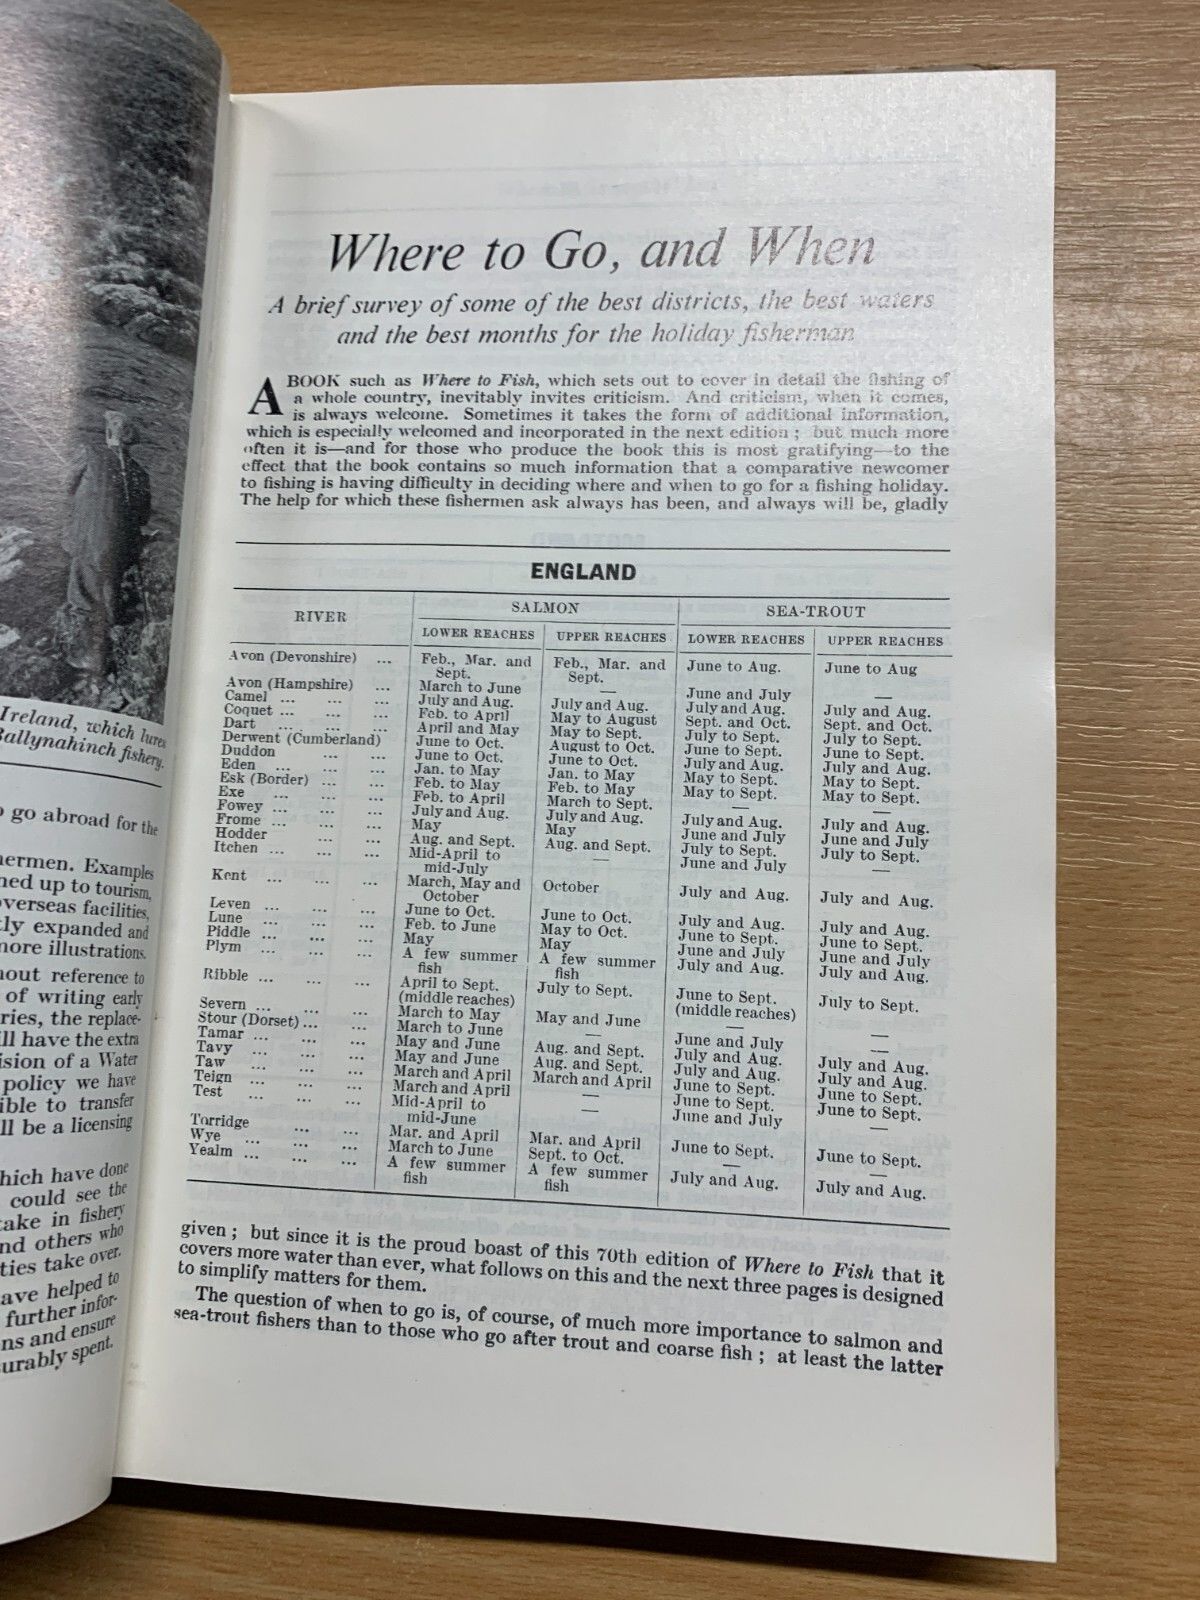 Ireland, which lures
Ballynahinch fishery.
go abroad for the
Examples
up to tourism,
overseas facilities,
expanded and
more illustrations.
reference to
of writing early
the replace-
have the extra
of a Water
policy we have
to transfer
be a licensing
which have done
could see the
take in fishery
and others who
take over.
have helped to
further infor-
and ensure
spent.
Where to Go, and When
A brief survey of some of the best districts, the best waters
and the best months for the holiday fisherman
A BOOK such as Where to Fish, which sets out to cover in detail the fishing of
a whole country, inevitably invites criticism. And criticism, when it comes,
is always welcome. Sometimes it takes the form of additional information,
which is especially welcomed and incorporated in the next edition ; but much more
often it is—and for those who produce the book this is most gratifying—to the
effect that the book contains so much information that a comparative newcomer
to fishing is having difficulty in deciding where and when to go for a fishing holiday.
The help for which these fishermen ask always has been, and always will be, gladly
ENGLAND
RIVER SALMON SEA-TROUT
LOWER REACHES UPPER REACHES LOWER REACHES UPPER REACHES
Avon (Devonshire) ... Feb., Mar. and Feb., Mar. and June to Aug. June to Aug
Sept. Sept.
Avon (Hampshire) ... March to June — June and July —
Camel ... ... ... July and Aug. July and Aug. July and Aug. July and Aug.
Coquet ... ... ... Feb. to April May to August Sept. and Oct. Sept. and Oct.
Dart ... ... ... April and May May to Sept. July to Sept. July to Sept.
Derwent (Cumberland) June to Oct. August to Oct. June to Sept. June to Sept.
Duddon ... ... June to Oct. June to Oct. July and Aug. July and Aug.
Eden ... ... ... Jan. to May Jan. to May May to Sept. May to Sept.
Esk (Border) ... ... Feb. to May Feb. to May May to Sept. May to Sept.
Exe ... ... ... Feb. to April March to Sept. — —
Fowey ... ... ... July and Aug. July and Aug. July and Aug. July and Aug.
Frome ... ... ... May May June and July June and July
Hodder ... ... Aug. and Sept. Aug. and Sept. July to Sept. July to Sept.
Itchen ... ... ... Mid-April to — June and July —
mid-July
Kent ... ... ... March, May and October July and Aug. July and Aug.
October
Leven ... ... ... June to Oct. June to Oct. July and Aug. July and Aug.
Lune ... ... ... Feb. to June May to Oct. June to Sept. June to Sept.
Piddle ... ... ... May May June and July June and July
Plym ... ... ... A few summer A few summer July and Aug. July and Aug.
fish fish
Ribble ... ... ... April to Sept. July to Sept. June to Sept. July to Sept.
(middle reaches) (middle reaches)
Severn ... ... ... March to May May and June — —
Stour (Dorset) ... ... March to June — June and July —
Tamar ... ... ... May and June Aug. and Sept. July and Aug. July and Aug.
Tavy ... ... ... May and June Aug. and Sept. July and Aug. July and Aug.
Taw ... ... ... March and April March and April June to Sept. June to Sept.
Teign ... ... ... March and April — June to Sept. June to Sept.
Test ... ... ... Mid-April to — June and July —
mid-June
Torridge ... ... Mar. and April Mar. and April June to Sept. June to Sept.
Wye ... ... ... March to June Sept. to Oct. — —
Yealm ... ... ... A few summer A few summer July and Aug. July and Aug.
fish fish
given ; but since it is the proud boast of this 70th edition of Where to Fish that it
covers more water than ever, what follows on this and the next three pages is designed
to simplify matters for them.
The question of when to go is, of course, of much more importance to salmon and
sea-trout fishers than to those who go after trout and coarse fish ; at least the latter